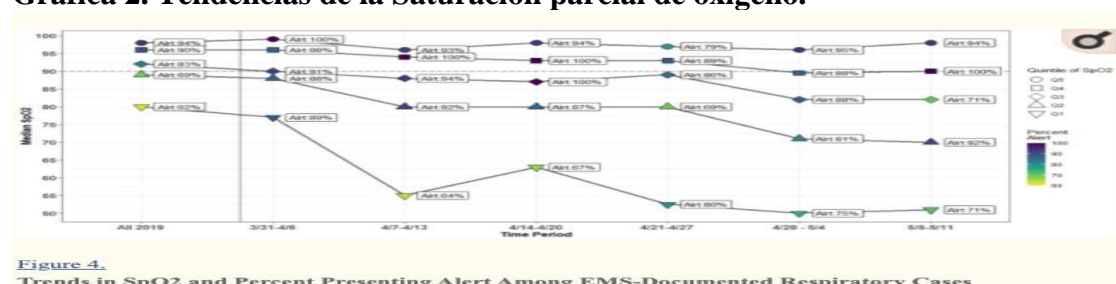 Gráfica 2. Tendencias de la Saturación parcial de oxígeno.
100
95
90
85
80
75
70
65
60
55
50
Median SpO2
Alrt:94%
Alrt:100%
Alrt:93%
Alrt:94%
Alrt:79%
Alrt:95%
Alrt:94%
Alrt:90%
Alrt:88%
Alrt:100%
Alrt:100%
Alrt:89%
Alrt:88%
Alrt:100%
Alrt:83%
Alrt:91%
Alrt:94%
Alrt:100%
Alrt:86%
Alrt:88%
Alrt:71%
Alrt:69%
Alrt:88%
Alrt:92%
Alrt:87%
Alrt:69%
Alrt:81%
Alrt:92%
Alrt:62%
Alrt:64%
Alrt:67%
Alrt:80%
Alrt:75%
Alrt:71%
All 2019
3/31-4/6
4/7-4/13
4/14-4/20
4/21-4/27
4/28 - 5/4
5/5-5/11
Time Period
Quantile of SpO2
Q5
Q4
Q3
Q2
Q1
Percent
Alert
100
90
80
70
60
Figure 4.
Trends in SpO2 and Percent Presenting Alert Among EMS-Documented Respiratory Cases